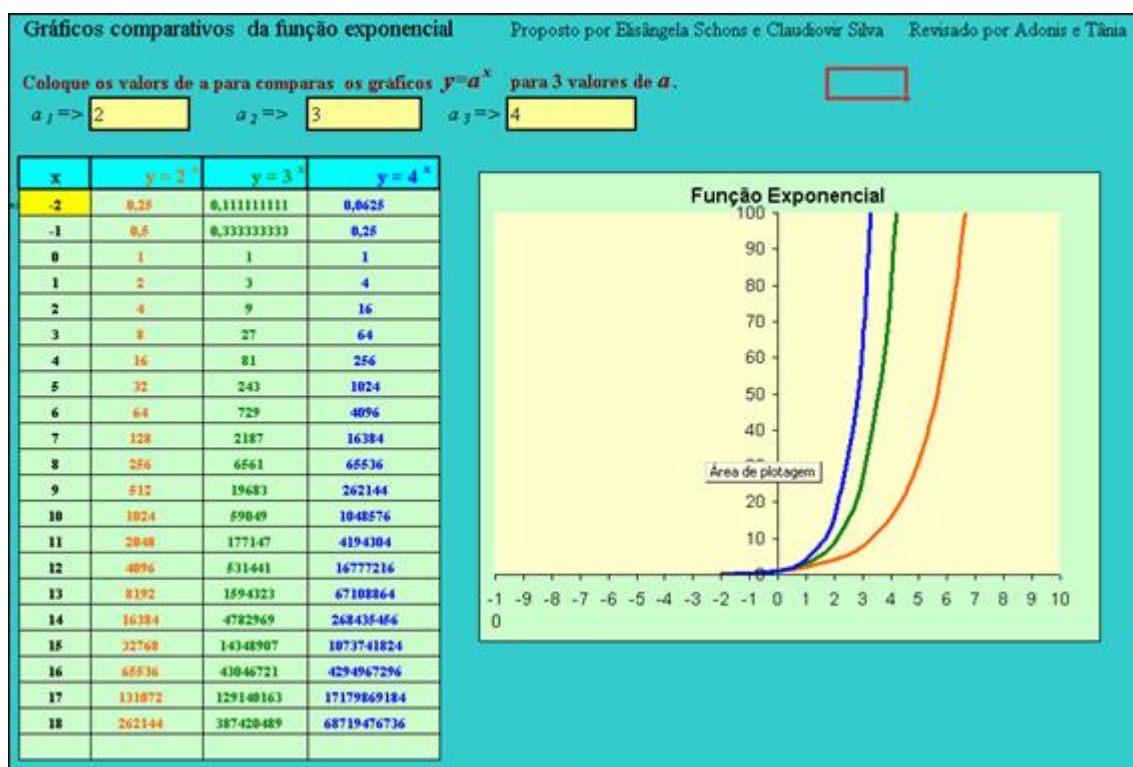 Gráficos comparativos da função exponencial Proposto por Elisângela Schons e Claudiovir Silva Revisado por Adonis e Tânia
Coloque os valors de a para comparas os gráficos y=a^x para 3 valores de a.
a 1 => 2 a 2 => 3 a 3 => 4
x y = 2 ^x y = 3 ^x y = 4 ^x
-2 0,25 0,111111111 0,0625
-1 0,5 0,333333333 0,25
0 1 1 1
1 2 3 4
2 4 9 16
3 8 27 64
4 16 81 256
5 32 243 1024
6 64 729 4096
7 128 2187 16384
8 256 6561 65536
9 512 19683 262144
10 1024 59049 1048576
11 2048 177147 4194304
12 4096 531441 16777216
13 8192 1594323 67108864
14 16384 4782969 268435456
15 32768 14348907 1073741824
16 65536 43046721 4294967296
17 131072 129140163 17179869184
18 262144 387420489 68719476736
Função Exponencial
100
90
80
70
60
50
40
Área de plotagem
20
10
0
-1 -9 -8 -7 -6 -5 -4 -3 -2 -1 0 1 2 3 4 5 6 7 8 9 10
0